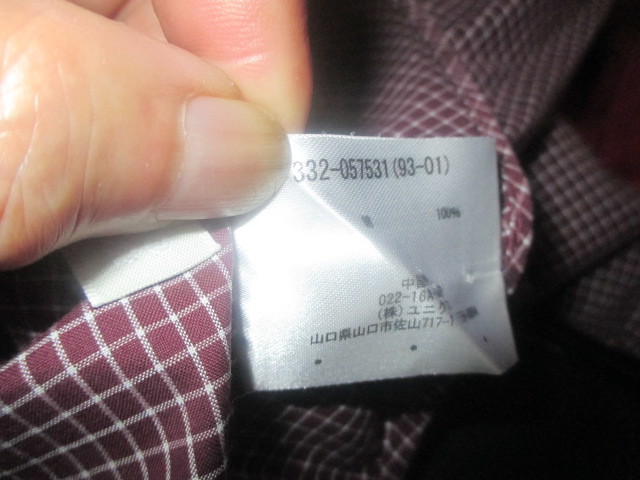 332-057531(93-01)
綿 100%
中国
022-16
(株)ユニクロ
山口県山口市佐山717-1